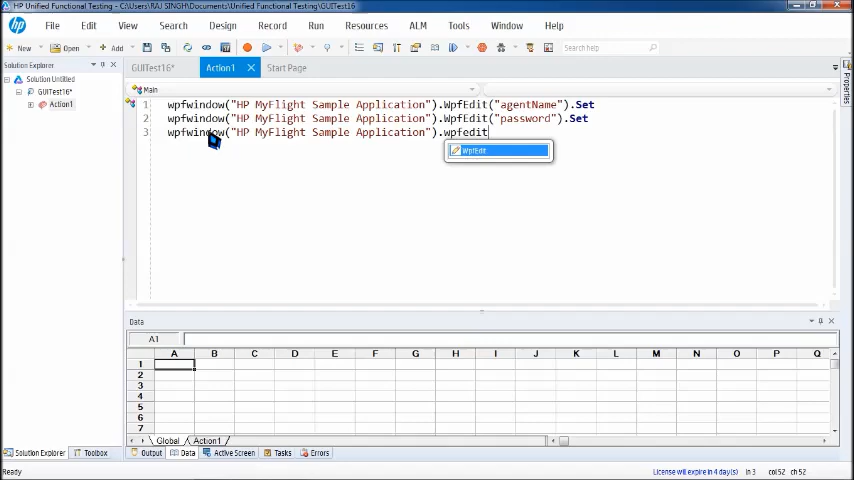 HP Unified Functional Testing - C:\Users\RAJ SINGH\Documents\Unified Functional Testing\GUITest16
hp File Edit View Search Design Record Run Resources ALM Tools Window Help
New Open Add Search help
Solution Explorer
GUITest16* Action1 Start Page
Solution Untitled
GUITest16*
Action1
Main
1 wpfwindow("HP MyFlight Sample Application").WpfEdit("agentName").Set
2 wpfwindow("HP MyFlight Sample Application").WpfEdit("password").Set
3 wpfwindow("HP MyFlight Sample Application").wpfedit
WpfEdit
Properties
Data
A1
A B C D E F G H I J K L M N O P Q
1
2
3
4
5
6
7
Global Action1
Solution Explorer Toolbox Output Data Active Screen Tasks Errors
Ready License will expire in 4 day(s) ln 3 col 52 ch 52